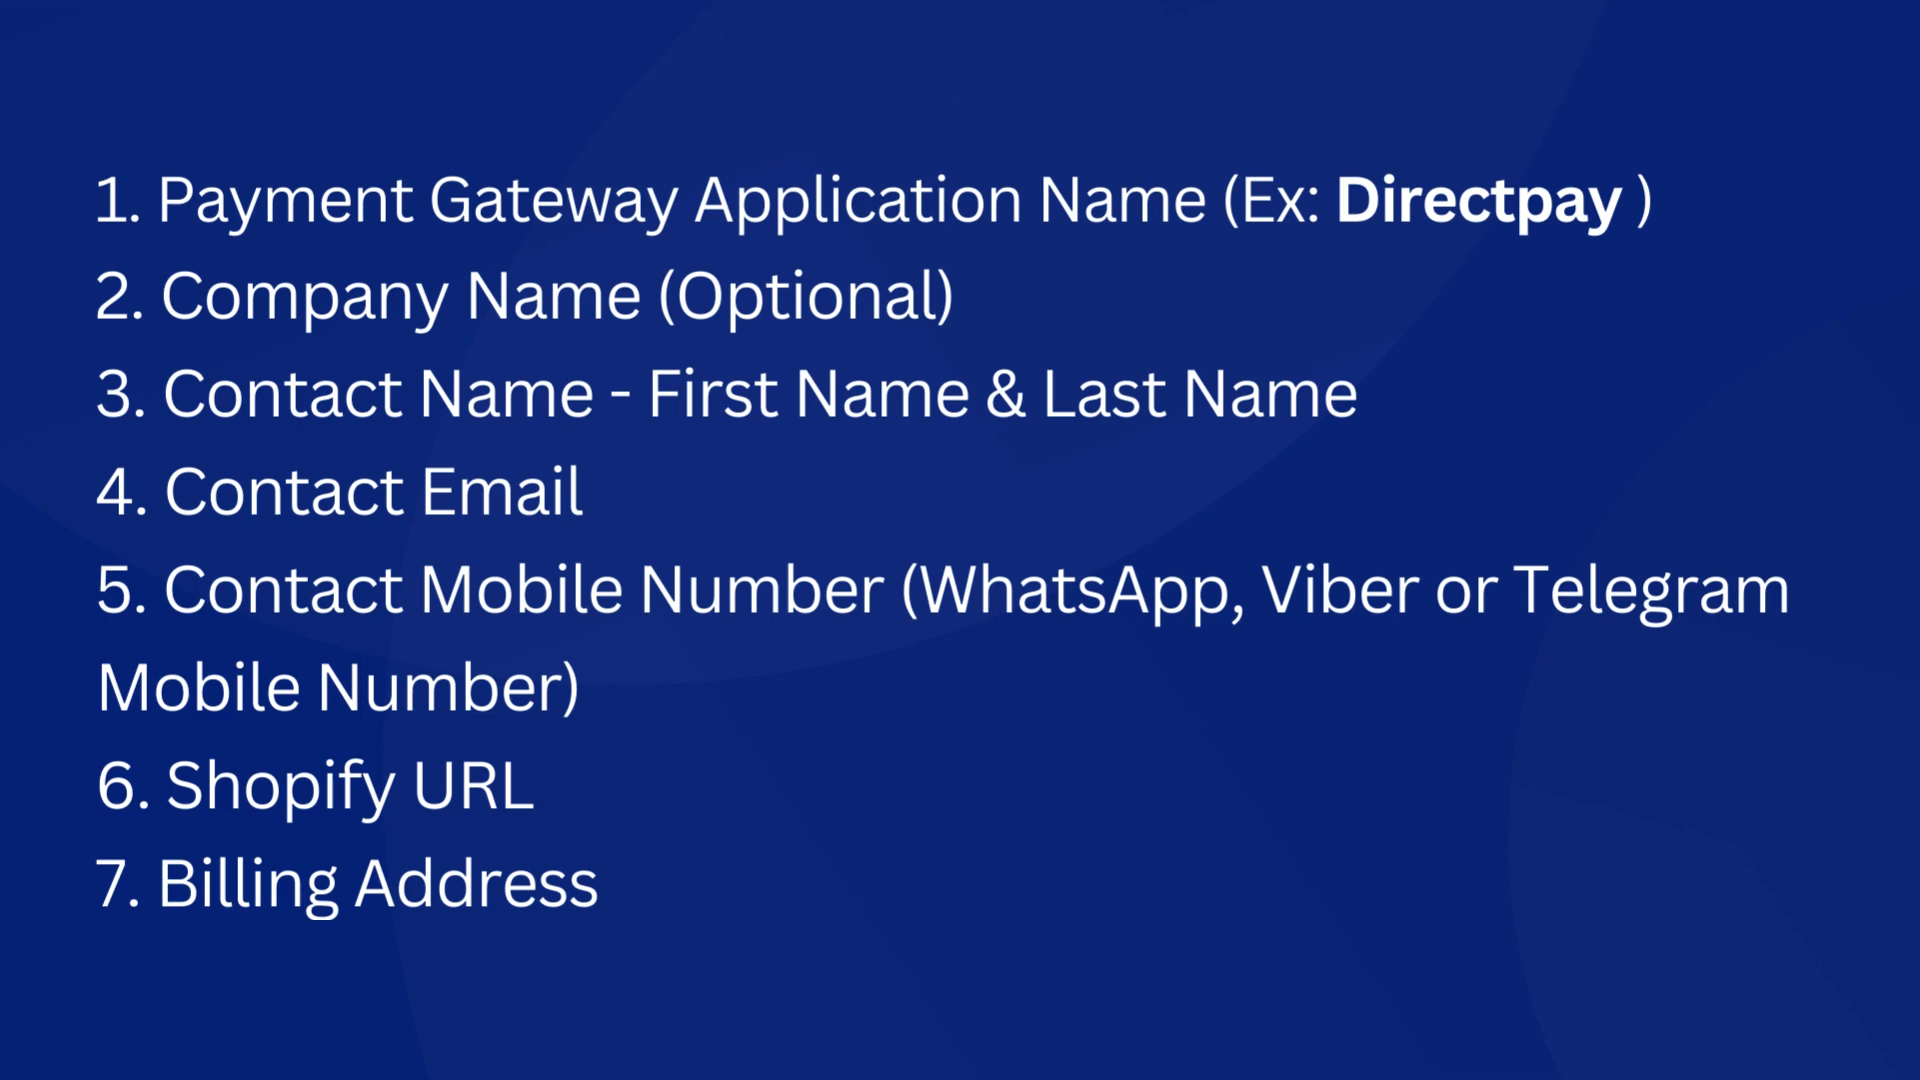 1. Payment Gateway Application Name (Ex: Directpay )
2. Company Name (Optional)
3. Contact Name - First Name & Last Name
4. Contact Email
5. Contact Mobile Number (WhatsApp, Viber or Telegram
Mobile Number)
6. Shopify URL
7. Billing Address